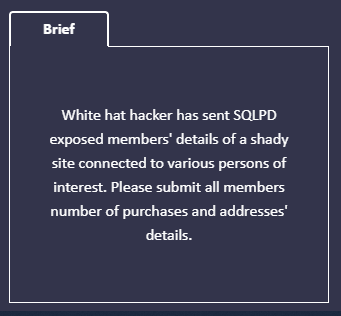 Brief
White hat hacker has sent SQLPD
exposed members' details of a shady
site connected to various persons of
interest. Please submit all members
number of purchases and addresses'
details.